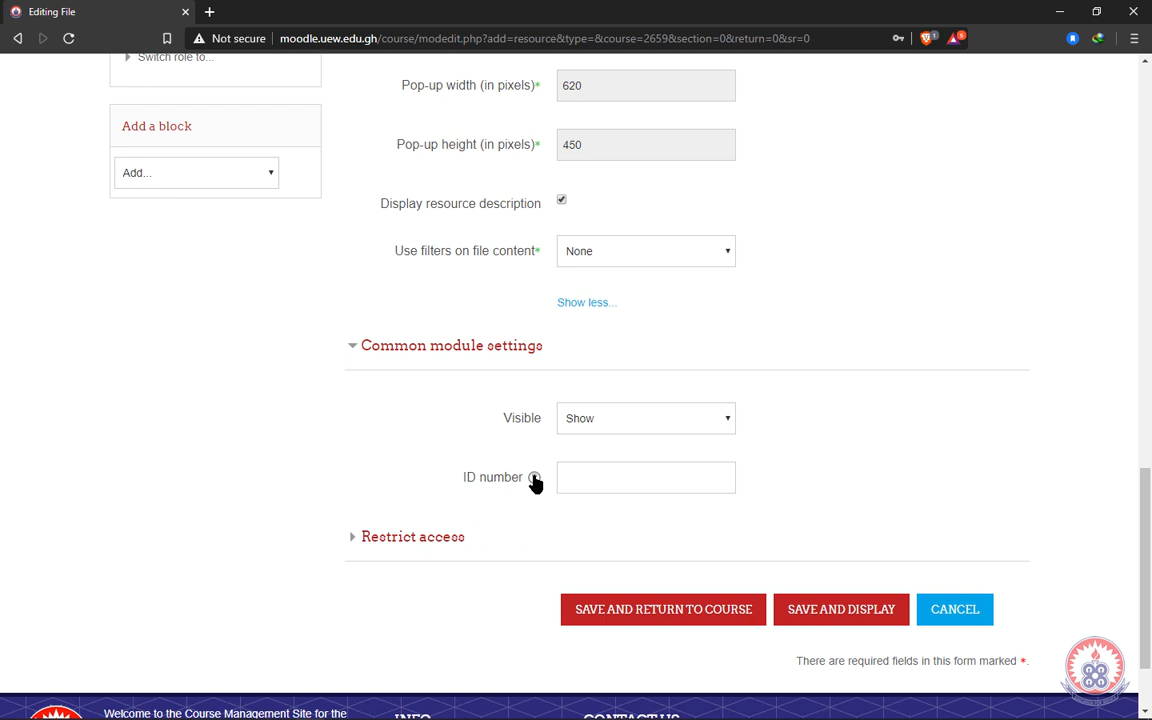 Editing File
Not secure
moodle.uew.edu.gh/course/modedit.php?add=resource&type=&course=2659&section=0&return=0&sr=0
Switch role to...
Pop-up width (in pixels)*
620
Add a block
Pop-up height (in pixels)*
450
Add...
Display resource description
Use filters on file content*
None
Show less...
Common module settings
Visible
Show
ID number
Restrict access
SAVE AND RETURN TO COURSE
SAVE AND DISPLAY
CANCEL
There are required fields in this form marked *.
Welcome to the Course Management Site for the
INFO
CONTACT US